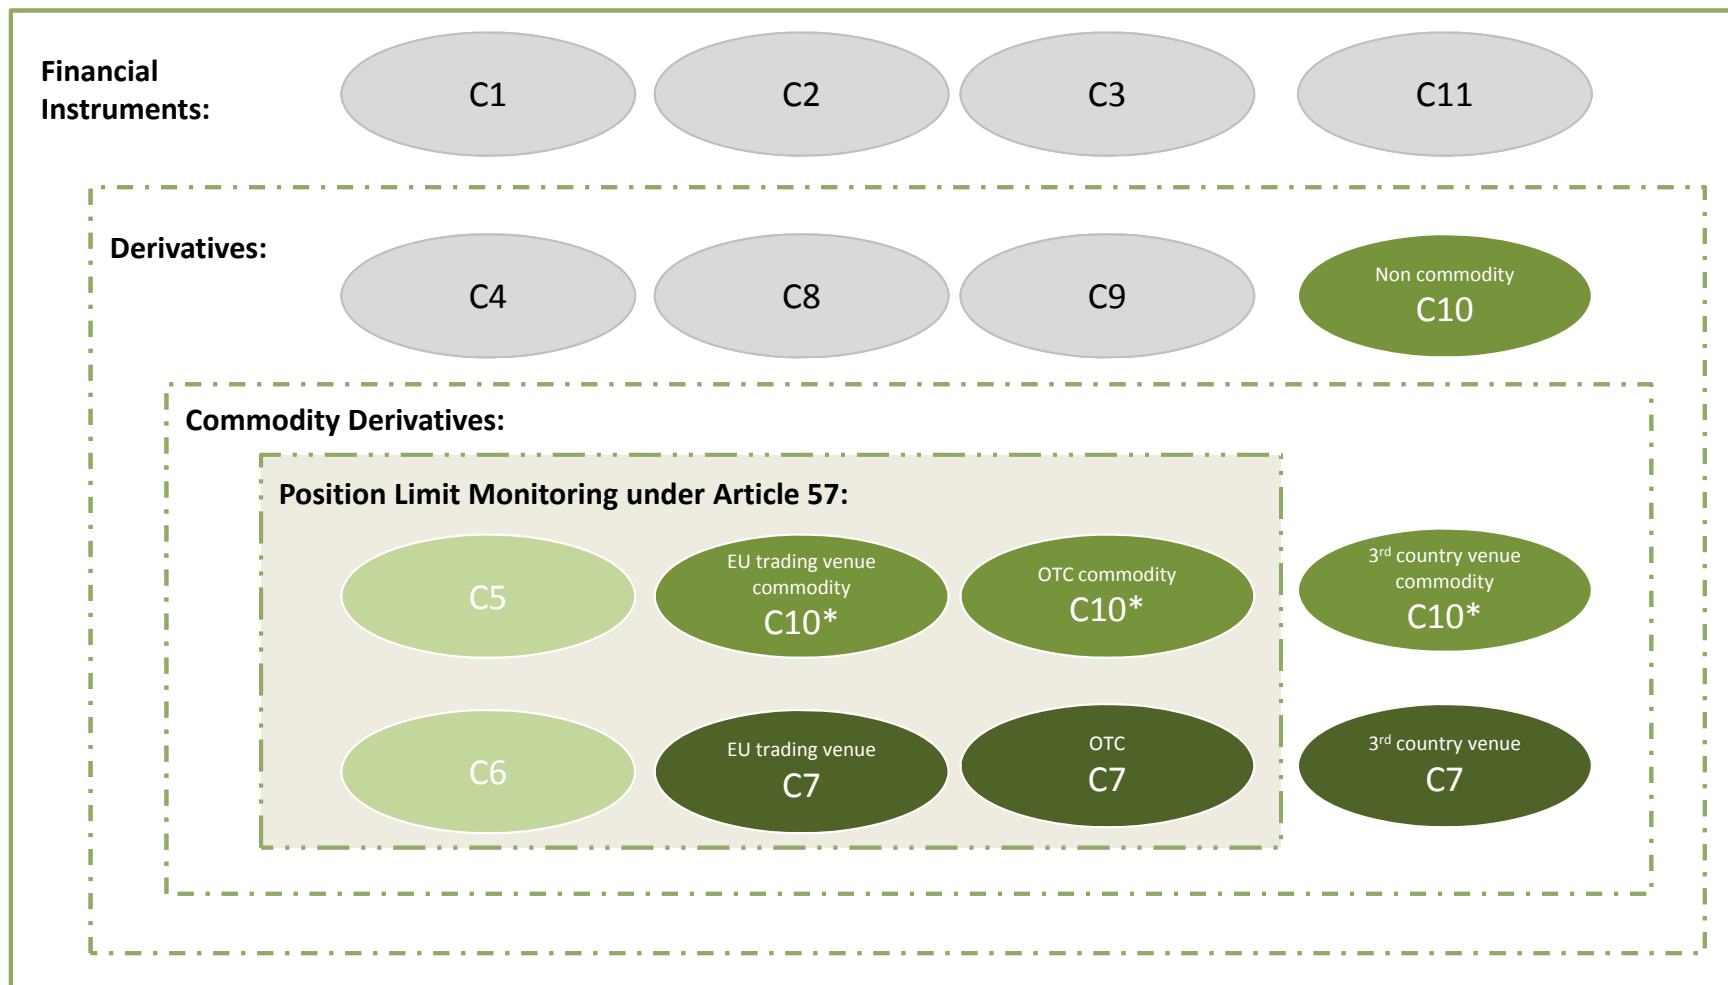 Financial
Instruments:
C1
C2
C3
C11
Derivatives:
C4
C8
C9
Non commodity
C10
Commodity Derivatives:
Position Limit Monitoring under Article 57:
C5
EU trading venue
commodity
C10*
OTC commodity
C10*
3rd country venue
commodity
C10*
C6
EU trading venue
C7
OTC
C7
3rd country venue
C7